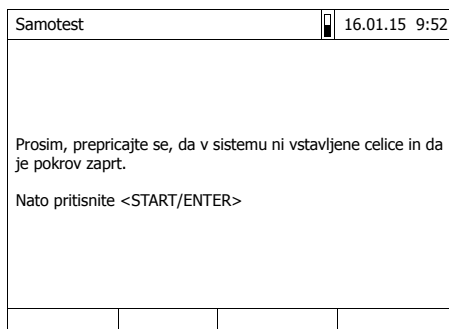 Samotest 16.01.15 9:52
Prosim, prepricajte se, da v sistemu ni vstavljene celice in da
je pokrov zaprt.
Nato pritisnite <START/ENTER>